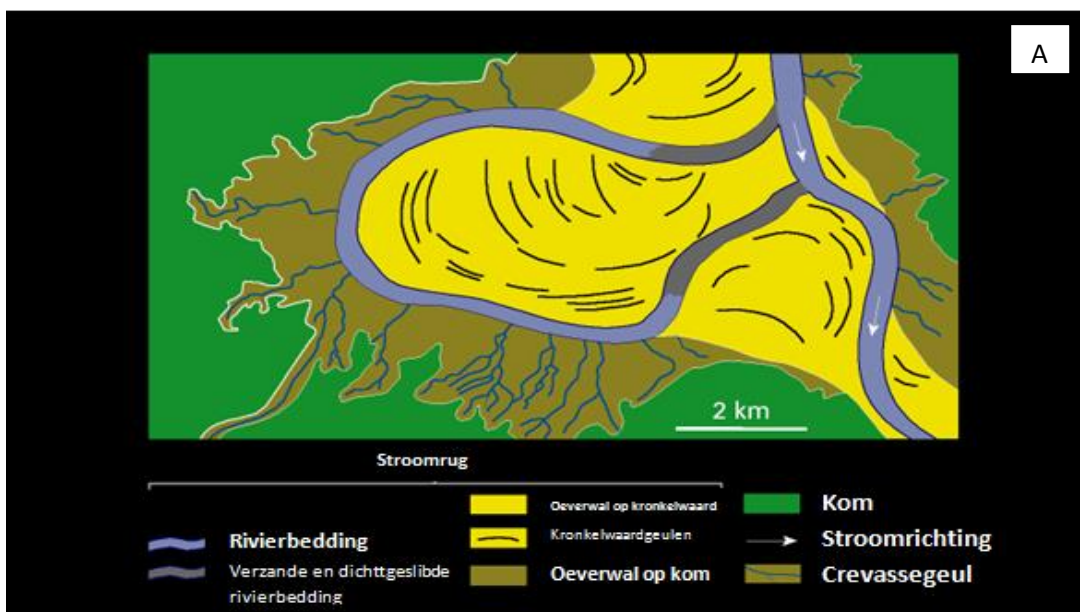 A
2 km
Stroomrug
Oeverwal op kronkelwaard
Kom
Rivierbedding
Kronkelwaardgeulen
Stroomrichting
Verzande en dichttgeslibde
rivierbedding
Oeverwal op kom
Crevassegeul